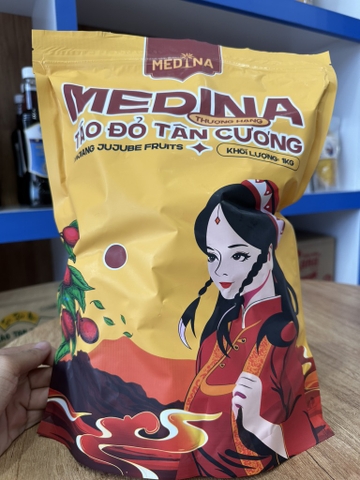 MEDINA
MEDINA
THƯỢNG HẠNG
TÁO ĐỎ TÂN CƯƠNG
JUJUBE FRUITS
KHỐI LƯỢNG: 1KG